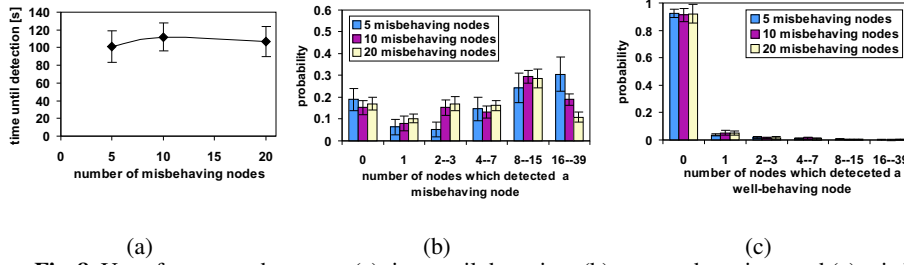 (a)
time until detection [s]
140
120
100
80
60
40
20
0
0 5 10 15 20
number of misbehaving nodes
(b)
probability
0.6
0.5
0.4
0.3
0.2
0.1
0
5 misbehaving nodes
10 misbehaving nodes
20 misbehaving nodes
0 1 2--3 4--7 8--15 16--39
number of nodes which detected a
misbehaving node
(c)
probability
1
0.8
0.6
0.4
0.2
0
5 misbehaving nodes
10 misbehaving nodes
20 misbehaving nodes
0 1 2--3 4--7 8--15 16--39
number of nodes which deteceted a
well-behaving node
(a) (b) (c)